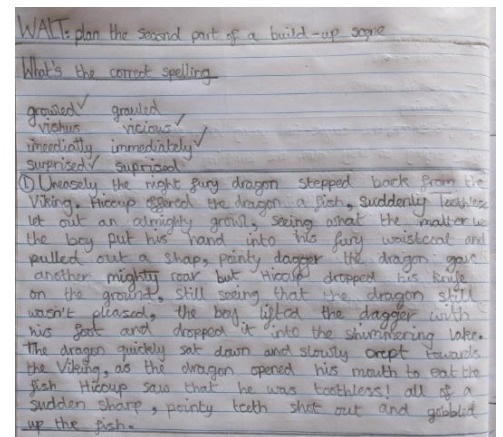 WALT: plan the second part of a build-up scene
What's the correct spelling
growled✓ grauled
vishus vicious✓
imeediatly immediately✓
surprised✓ suprised
① Uneasely the night fury dragon stepped back from the
Viking. Hiccup offered the dragon a fish, suddenly toothless
let out an almighty growl, seeing what the matter was
the boy put his hand into his fury waistcoat and
pulled out a shap, pointy dagger the dragon gave
another mighty roar but Hiccup dropped his knife
on the ground, still seeing that the dragon still
wasn't pleased, the boy lifted the dagger with
his foot and dropped it into the shimmering lake.
The dragon quickly sat down and slowly crept towards
the Viking, as the dragon opened his mouth to eat the
fish Hiccup saw that he was toothless! all of a
sudden sharp, pointy teeth shot out and gobbled
up the fish.